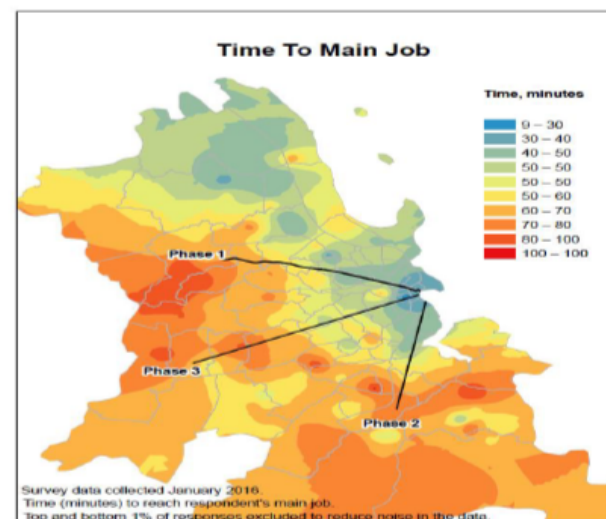 Time To Main Job
Time, minutes
9 – 30
30 – 40
40 – 50
50 – 50
50 – 50
50 – 60
60 – 70
70 – 80
80 – 100
100 – 100
Phase 1
Phase 3
Phase 2
Survey data collected January 2016.
Time (minutes) to reach respondent's main job.
Top and bottom 1% of responses excluded to reduce noise in the data.